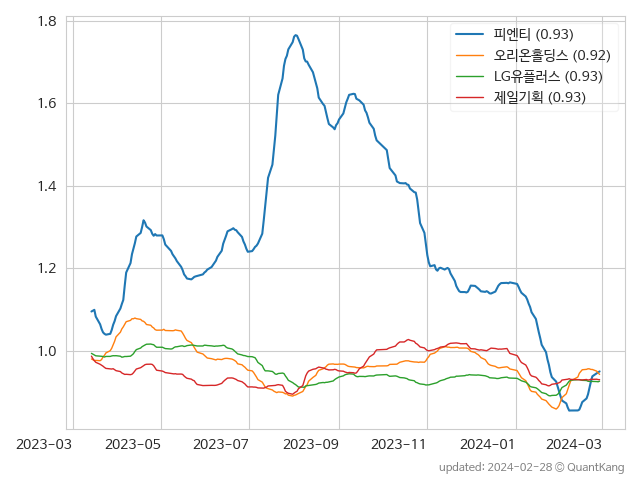 1.8
1.6
1.4
1.2
1.0
피엔티 (0.93)
오리온홀딩스 (0.92)
LG유플러스 (0.93)
제일기획 (0.93)
2023-03 2023-05 2023-07 2023-09 2023-11 2024-01 2024-03
updated: 2024-02-28 © QuantKang